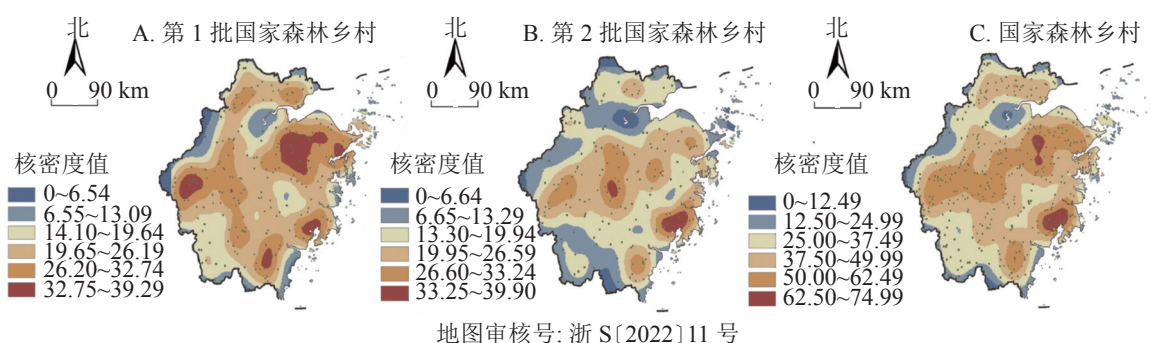 A. 第 1 批国家森林乡村
北
0 90 km
核密度值
0~6.54
6.55~13.09
14.10~19.64
19.65~26.19
26.20~32.74
32.75~39.29
B. 第 2 批国家森林乡村
北
0 90 km
核密度值
0~6.64
6.65~13.29
13.30~19.94
19.95~26.59
26.60~33.24
33.25~39.90
C. 国家森林乡村
北
0 90 km
核密度值
0~12.49
12.50~24.99
25.00~37.49
37.50~49.99
50.00~62.49
62.50~74.99
地图审核号: 浙 S〔2022〕11 号